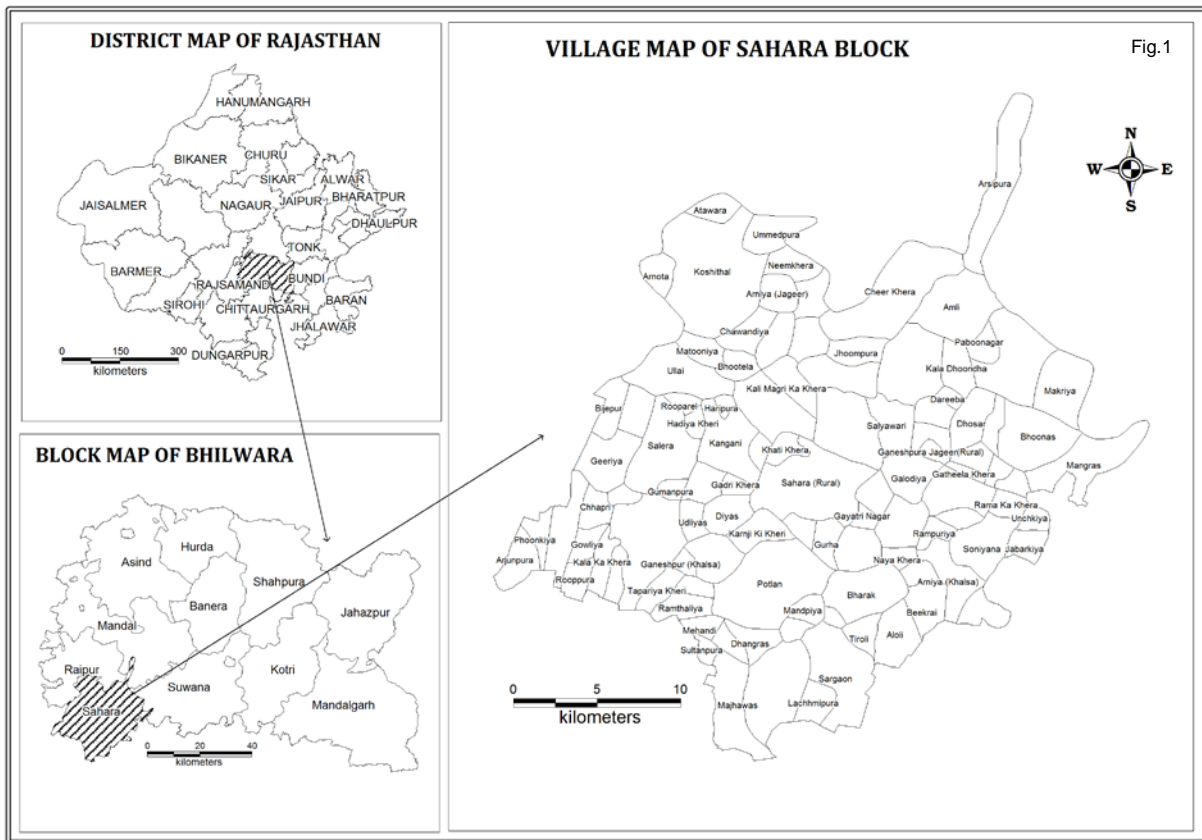 DISTRICT MAP OF RAJASTHAN
HANUMANGARH
BIKANER
CHURU
SIKAR
ALWAR
JAISALMER
NAGAUR
JAIPUR
BHARATPUR
DHAULPUR
TONK
BARMER
RAJSAMAND
BUNDI
SIROHI
CHITTAURGARH
BARAN
JHALAWAR
DUNGARPUR
0 150 300
kilometers
BLOCK MAP OF BHILWARA
Hurda
Asind
Shahpura
Banera
Jahazpur
Mandal
Raipur
Suwana
Kotri
Sahara
Mandalgarh
0 20 40
kilometers
VILLAGE MAP OF SAHARA BLOCK
Fig.1
N
W E
S
Arsipura
Atawara
Ummedpura
Neemkhera
Koshithal
Amota
Arniya (Jageer)
Cheer Khera
Amli
Chawandiya
Paboonagar
Matooniya
Jhoompura
Bhootela
Ullai
Kala Dhoondha
Kali Magri Ka Khera
Makriya
Dareeba
Bijepur
Rooparel
Haripura
Hadiya Kheri
Salyawari
Dhosar
Bhoonas
Salera
Kangani
Khati Khera
Ganeshpura Jageer(Rural)
Geeriya
Mangras
Gadri Khera
Sahara (Rural)
Galodiya
Gatheela Khera
Gumanpura
Chhapri
Rama Ka Khera
Diyas
Gayatri Nagar
Unchkiya
Udliyas
Karnji Ki Kheri
Rampuriya
Phoonkiya
Gowliya
Gurha
Soniyana
Jabarkiya
Arjunpura
Kala Ka Khera
Ganeshpur (Khalsa)
Naya Khera
Rooppura
Potlan
Arniya (Khalsa)
Tapariya Kheri
Bharak
Ramthaliya
Mandpiya
Beekrai
Mehandi
Dhangras
Tiroli
Aloli
Sultanpura
Sargaon
Majhawas
Lachhmipura
0 5 10
kilometers